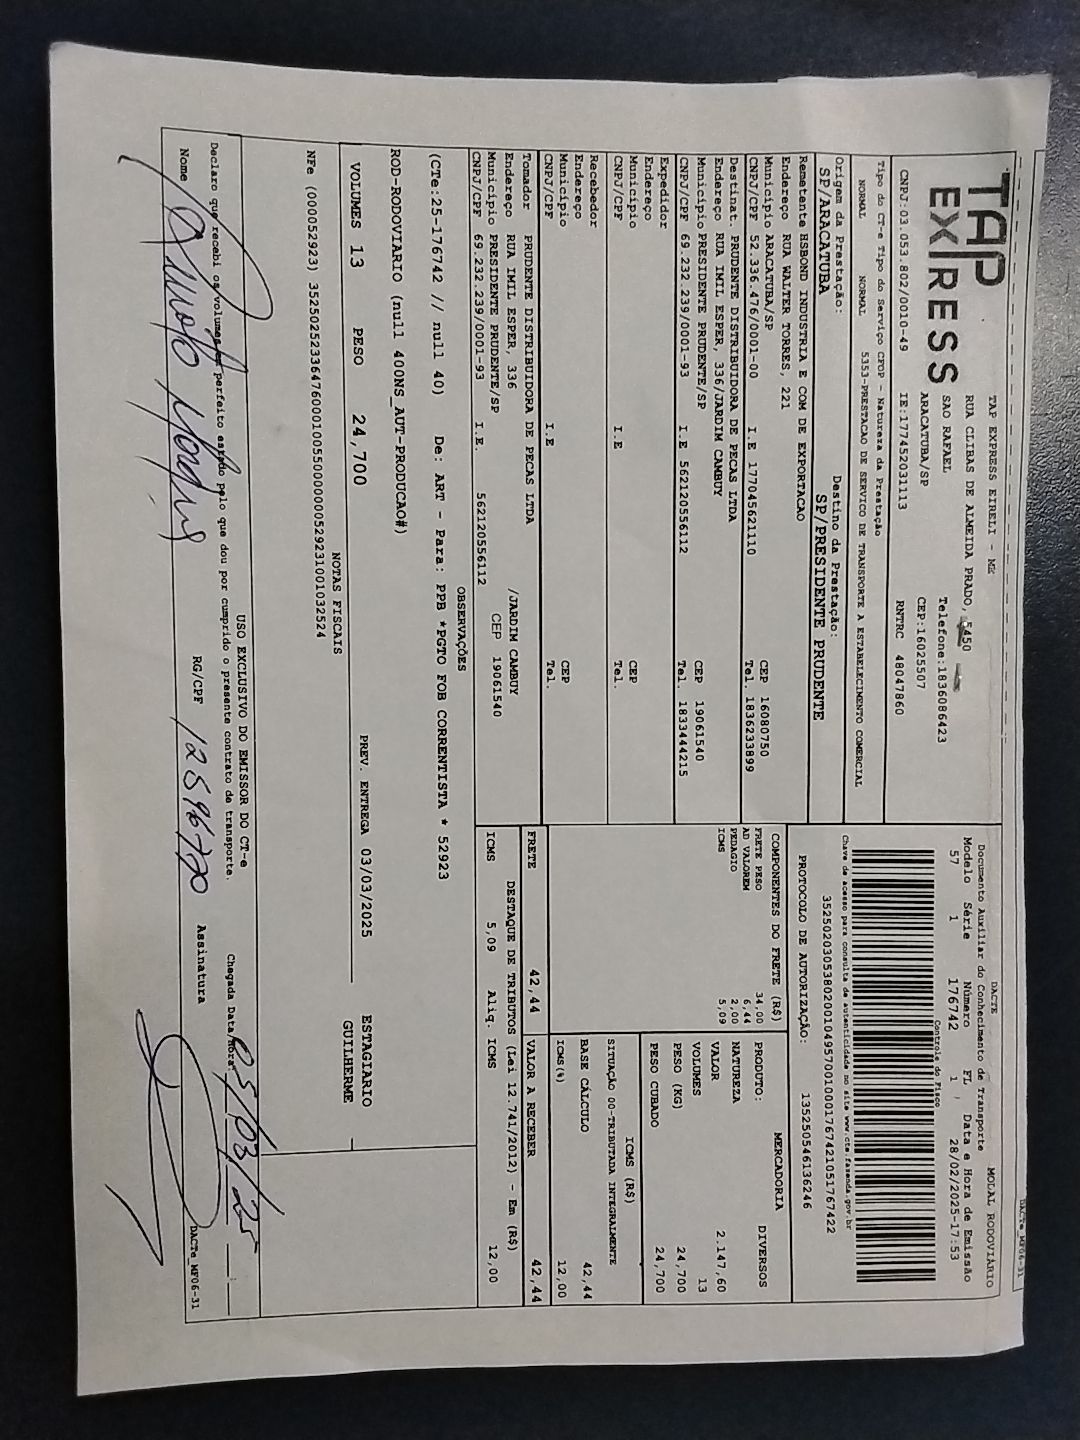 DACTe_MF06-31
TAP
EXPRESS
TAP EXPRESS EIRELI - ME
RUA CLIBAS DE ALMEIDA PRADO, 5450
SAO RAFAEL
Telefone:1836086423
ARACATUBA/SP
CEP:16025507
CNPJ:03.053.802/0010-49 IE:177452031113 RNTRC 48047860
Tipo do CT-e Tipo do Serviço CFOP - Natureza da Prestação
NORMAL NORMAL 5353-PRESTACAO DE SERVICO DE TRANSPORTE A ESTABELECIMENTO COMERCIAL
Origem da Prestação: Destino da Prestação:
SP/ARACATUBA SP/PRESIDENTE PRUDENTE
Remetente HSBOND INDUSTRIA E COM DE EXPORTACAO
Endereço RUA WALTER TORRES, 221
Municipio ARACATUBA/SP CEP 16080750
CNPJ/CPF 52.336.476/0001-00 I.E 177045621110 Tel. 1836233899
Destinat. PRUDENTE DISTRIBUIDORA DE PECAS LTDA
Endereço RUA IMIL ESPER, 336/JARDIM CAMBUY
Municipio PRESIDENTE PRUDENTE/SP CEP 19061540
CNPJ/CPF 69.232.239/0001-93 I.E 562120556112 Tel. 1833444215
Expedidor
Endereço
Municipio CEP
CNPJ/CPF I.E Tel.
Recebedor
Endereço
Municipio CEP
CNPJ/CPF I.E Tel.
Tomador PRUDENTE DISTRIBUIDORA DE PECAS LTDA
Endereço RUA IMIL ESPER, 336 /JARDIM CAMBUY
Municipio PRESIDENTE PRUDENTE/SP CEP 19061540
CNPJ/CPF 69.232.239/0001-93 I.E. 562120556112
DACTE MODAL RODOVIÁRIO
Documento Auxiliar do Conhecimento de Transporte
Modelo Série Número FL Data e Hora de Emissão
57 1 176742 1 / 28/02/2025-17:53
Controle do Fisco
Chave de acesso para consulta de autenticidade no site www.cte.fazenda.gov.br
35250203053802001049570010001767421051767422
PROTOCOLO DE AUTORIZAÇÃO: 135250546136246
COMPONENTES DO FRETE (R$)
FRETE PESO 34,00
AD VALOREM 6,44
PEDAGIO 2,00
ICMS 5,09
MERCADORIA
PRODUTO: DIVERSOS
NATUREZA
VALOR 2.147,60
VOLUMES 13
PESO (KG) 24,700
PESO CUBADO 24,700
ICMS (R$)
SITUAÇÃO 00-TRIBUTADA INTEGRALMENTE
BASE CÁLCULO 42,44
ICMS(%) 12,00
FRETE 42,44 VALOR A RECEBER 42,44
DESTAQUE DE TRIBUTOS (Lei 12.741/2012) - Em (R$)
ICMS 5,09 Aliq. ICMS 12,00
OBSERVAÇÕES
(CTe:25-176742 // null 40) De: ART - Para: PPB *PGTO FOB CORRENTISTA * 52923
ROD-RODOVIARIO (null 400NS_AUT-PRODUCAO#)
VOLUMES 13 PESO 24,700 PREV. ENTREGA 03/03/2025 ESTAGIARIO
GUILHERME
NOTAS FISCAIS
NFe (000052923) 35250252336476000100550000000529231001032524
USO EXCLUSIVO DO EMISSOR DO CT-e
Declaro que recebi os volumes em perfeito estado pelo que dou por cumprido o presente contrato de transporte. Chegada Data/Hora: 05/03/25 __:__
Nome RG/CPF 12596770 Assinatura
DACTe_MF06-31